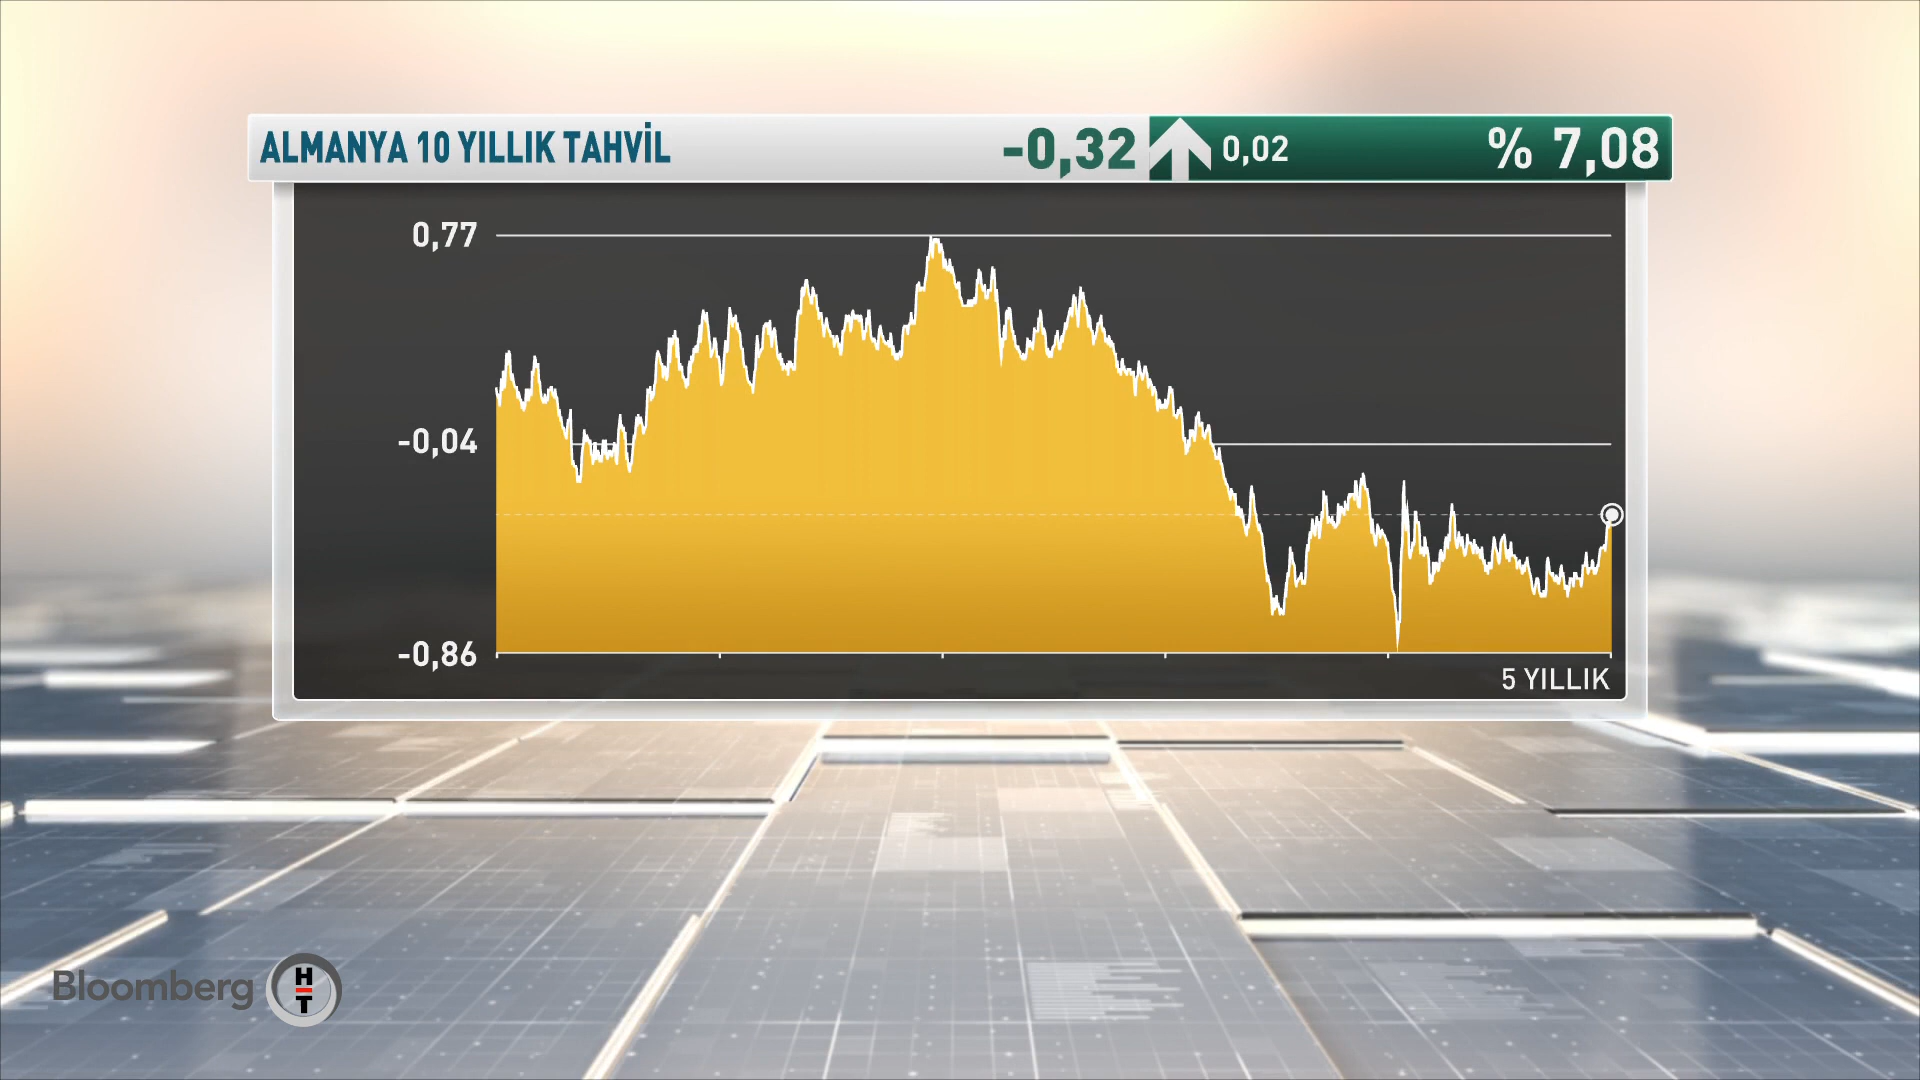 ALMANYA 10 YILLIK TAHVİL -0,32 0,02 % 7,08
0,77
-0,04
-0,86
5 YILLIK
Bloomberg HT